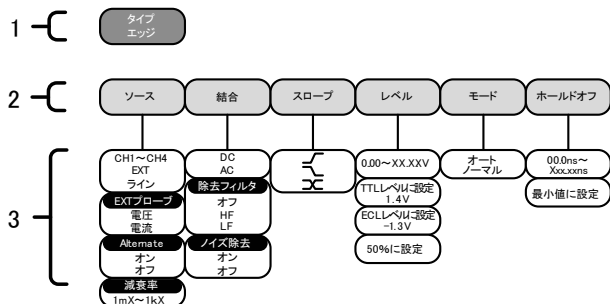 1
タイプ
エッジ
2
ソース
結合
スロープ
レベル
モード
ホールドオフ
3
CH1～CH4
EXT
ライン
EXTプローブ
電圧
電流
Alternate
オン
オフ
減衰率
1mX～1kX
DC
AC
除去フィルタ
オフ
HF
LF
ノイズ除去
オン
オフ
0.00～XX.XXV
TTLレベルに設定
1.4V
ECLレベルに設定
-1.3V
50%に設定
オート
ノーマル
00.0ns～
Xxx.xxns
最小値に設定